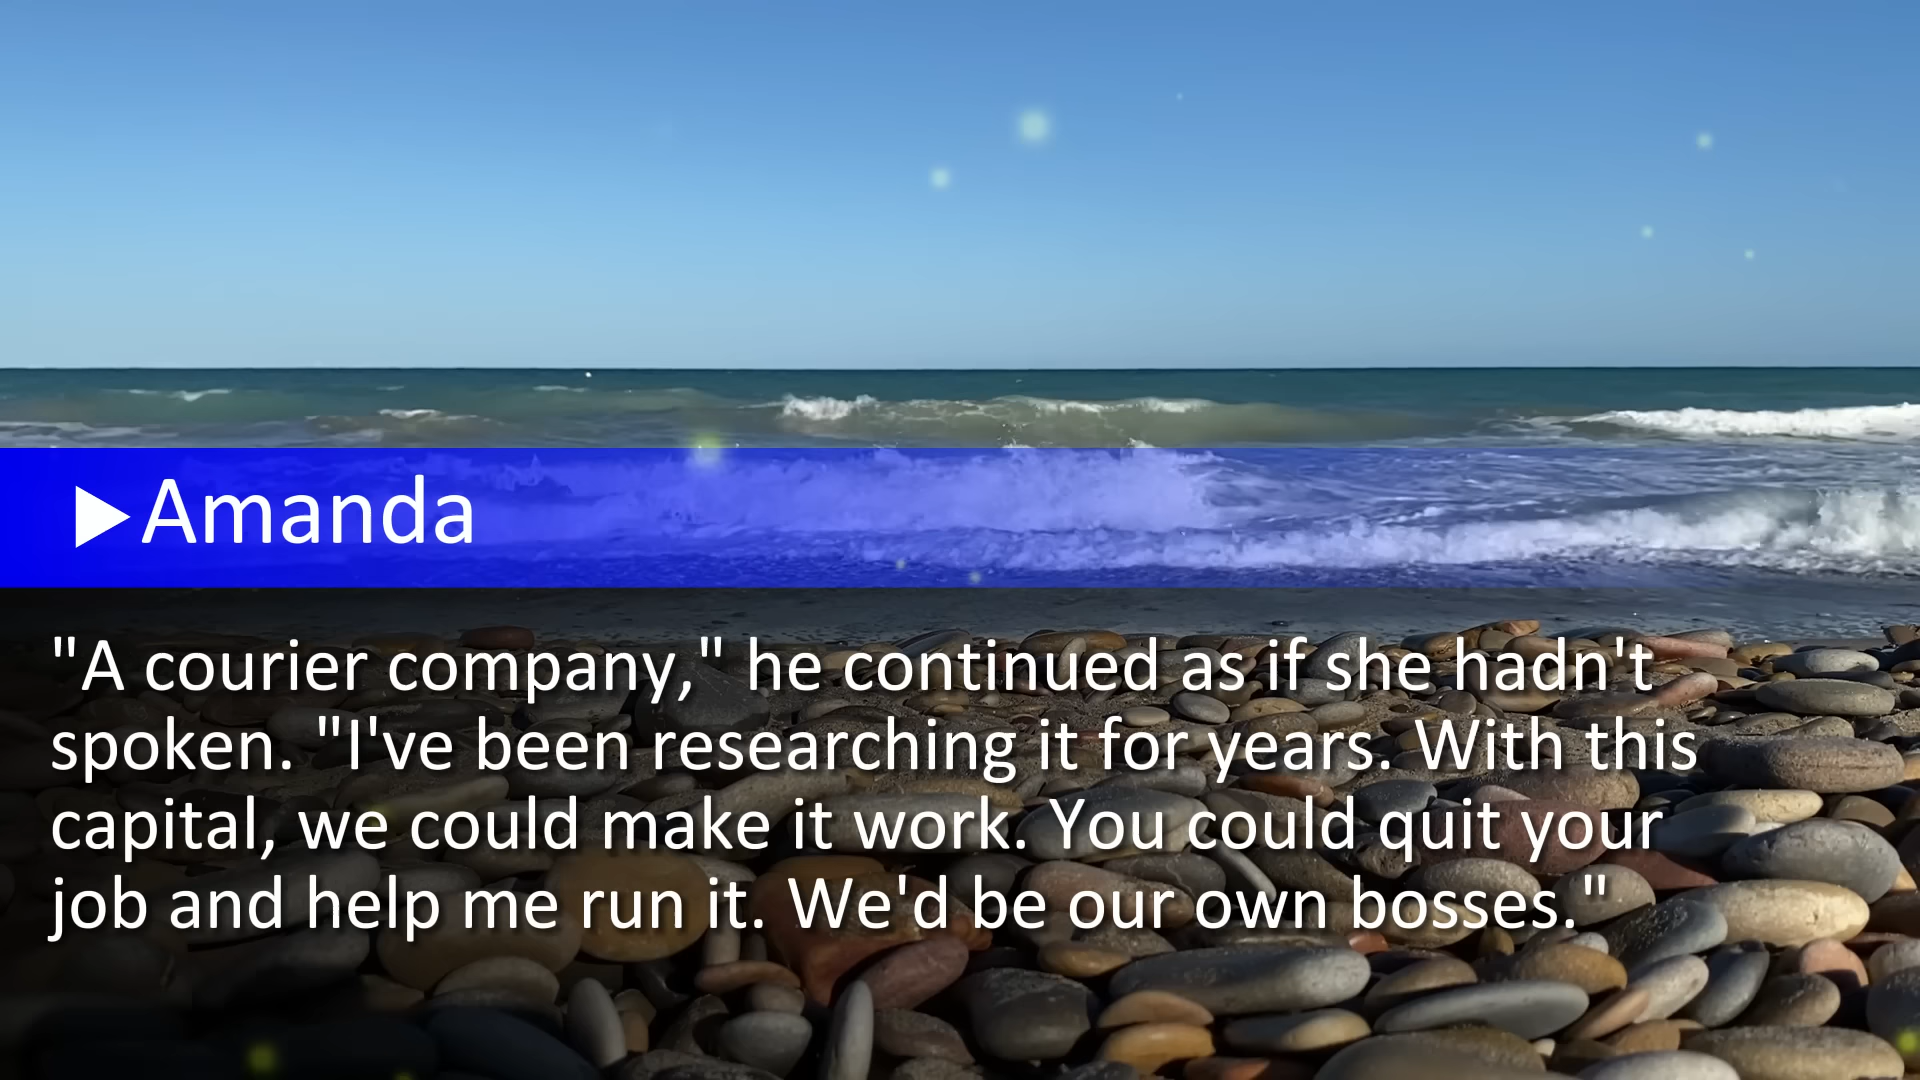 ▶Amanda
"A courier company," he continued as if she hadn't
spoken. "I've been researching it for years. With this
capital, we could make it work. You could quit your
job and help me run it. We'd be our own bosses."